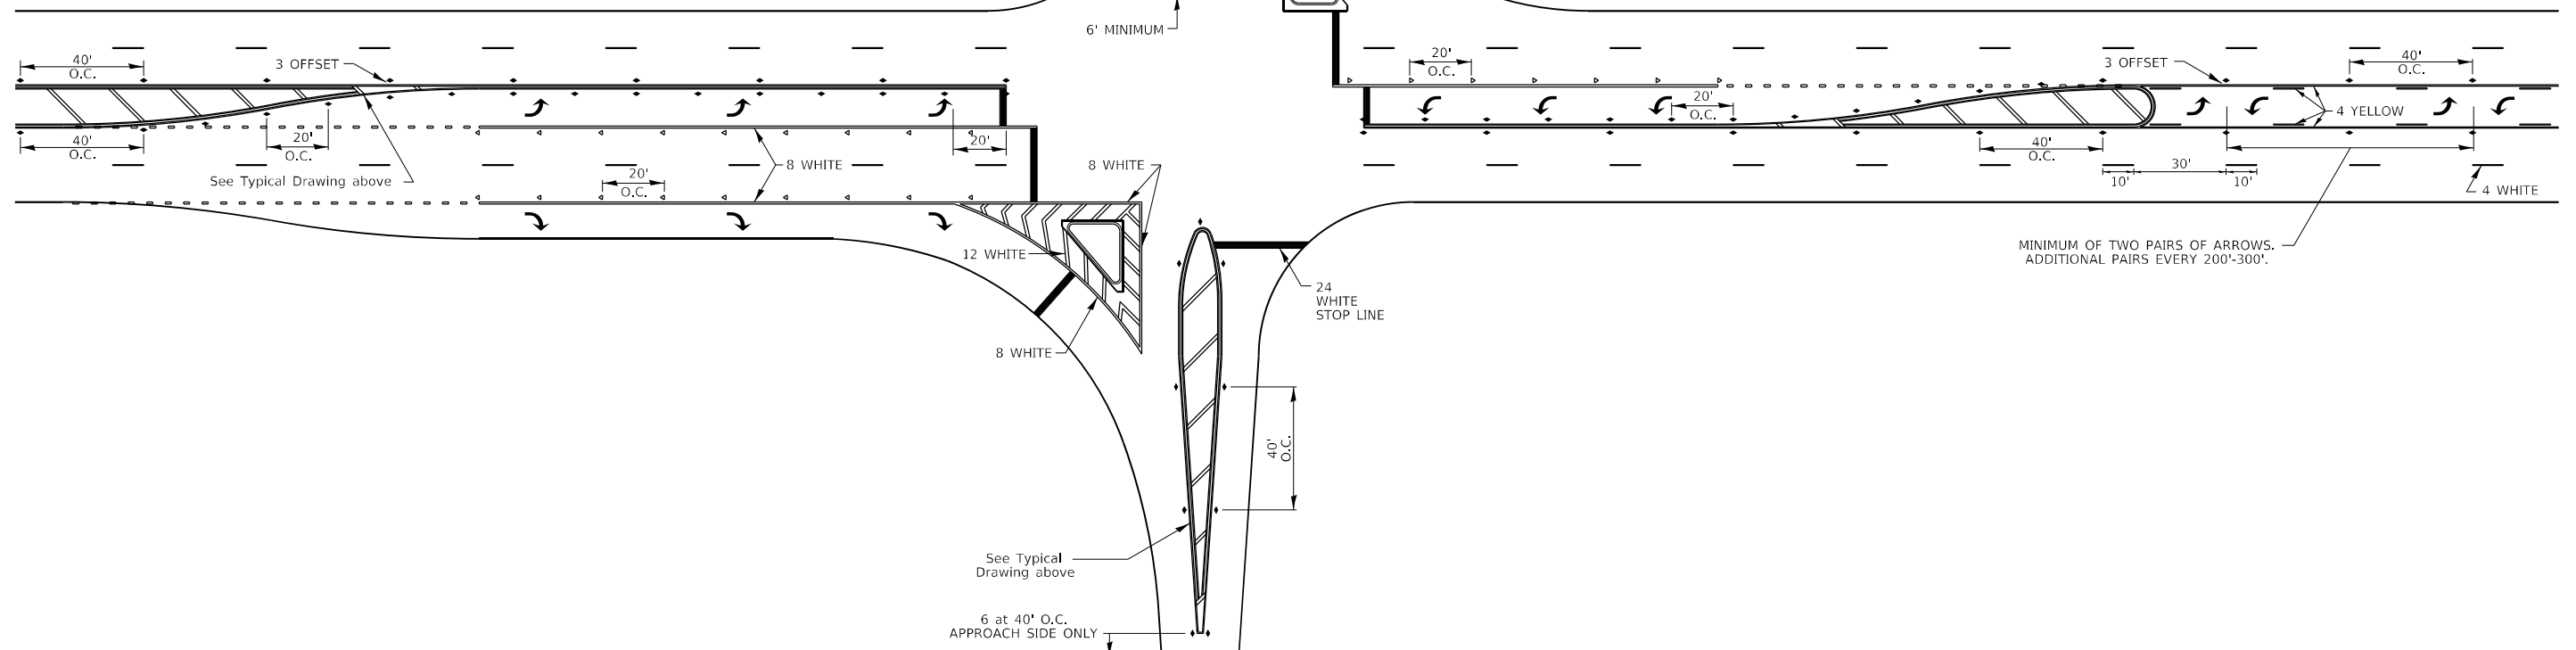 6' MINIMUM
40'
O.C.
3 OFFSET
20'
O.C.
3 OFFSET
40'
O.C.
20'
O.C.
4 YELLOW
40'
O.C.
20'
O.C.
20'
8 WHITE
8 WHITE
40'
O.C.
30'
10'
10'
See Typical Drawing above
20'
O.C.
4 WHITE
12 WHITE
MINIMUM OF TWO PAIRS OF ARROWS.
ADDITIONAL PAIRS EVERY 200'-300'.
24
WHITE
STOP LINE
8 WHITE
40'
O.C.
See Typical
Drawing above
6 at 40' O.C.
APPROACH SIDE ONLY